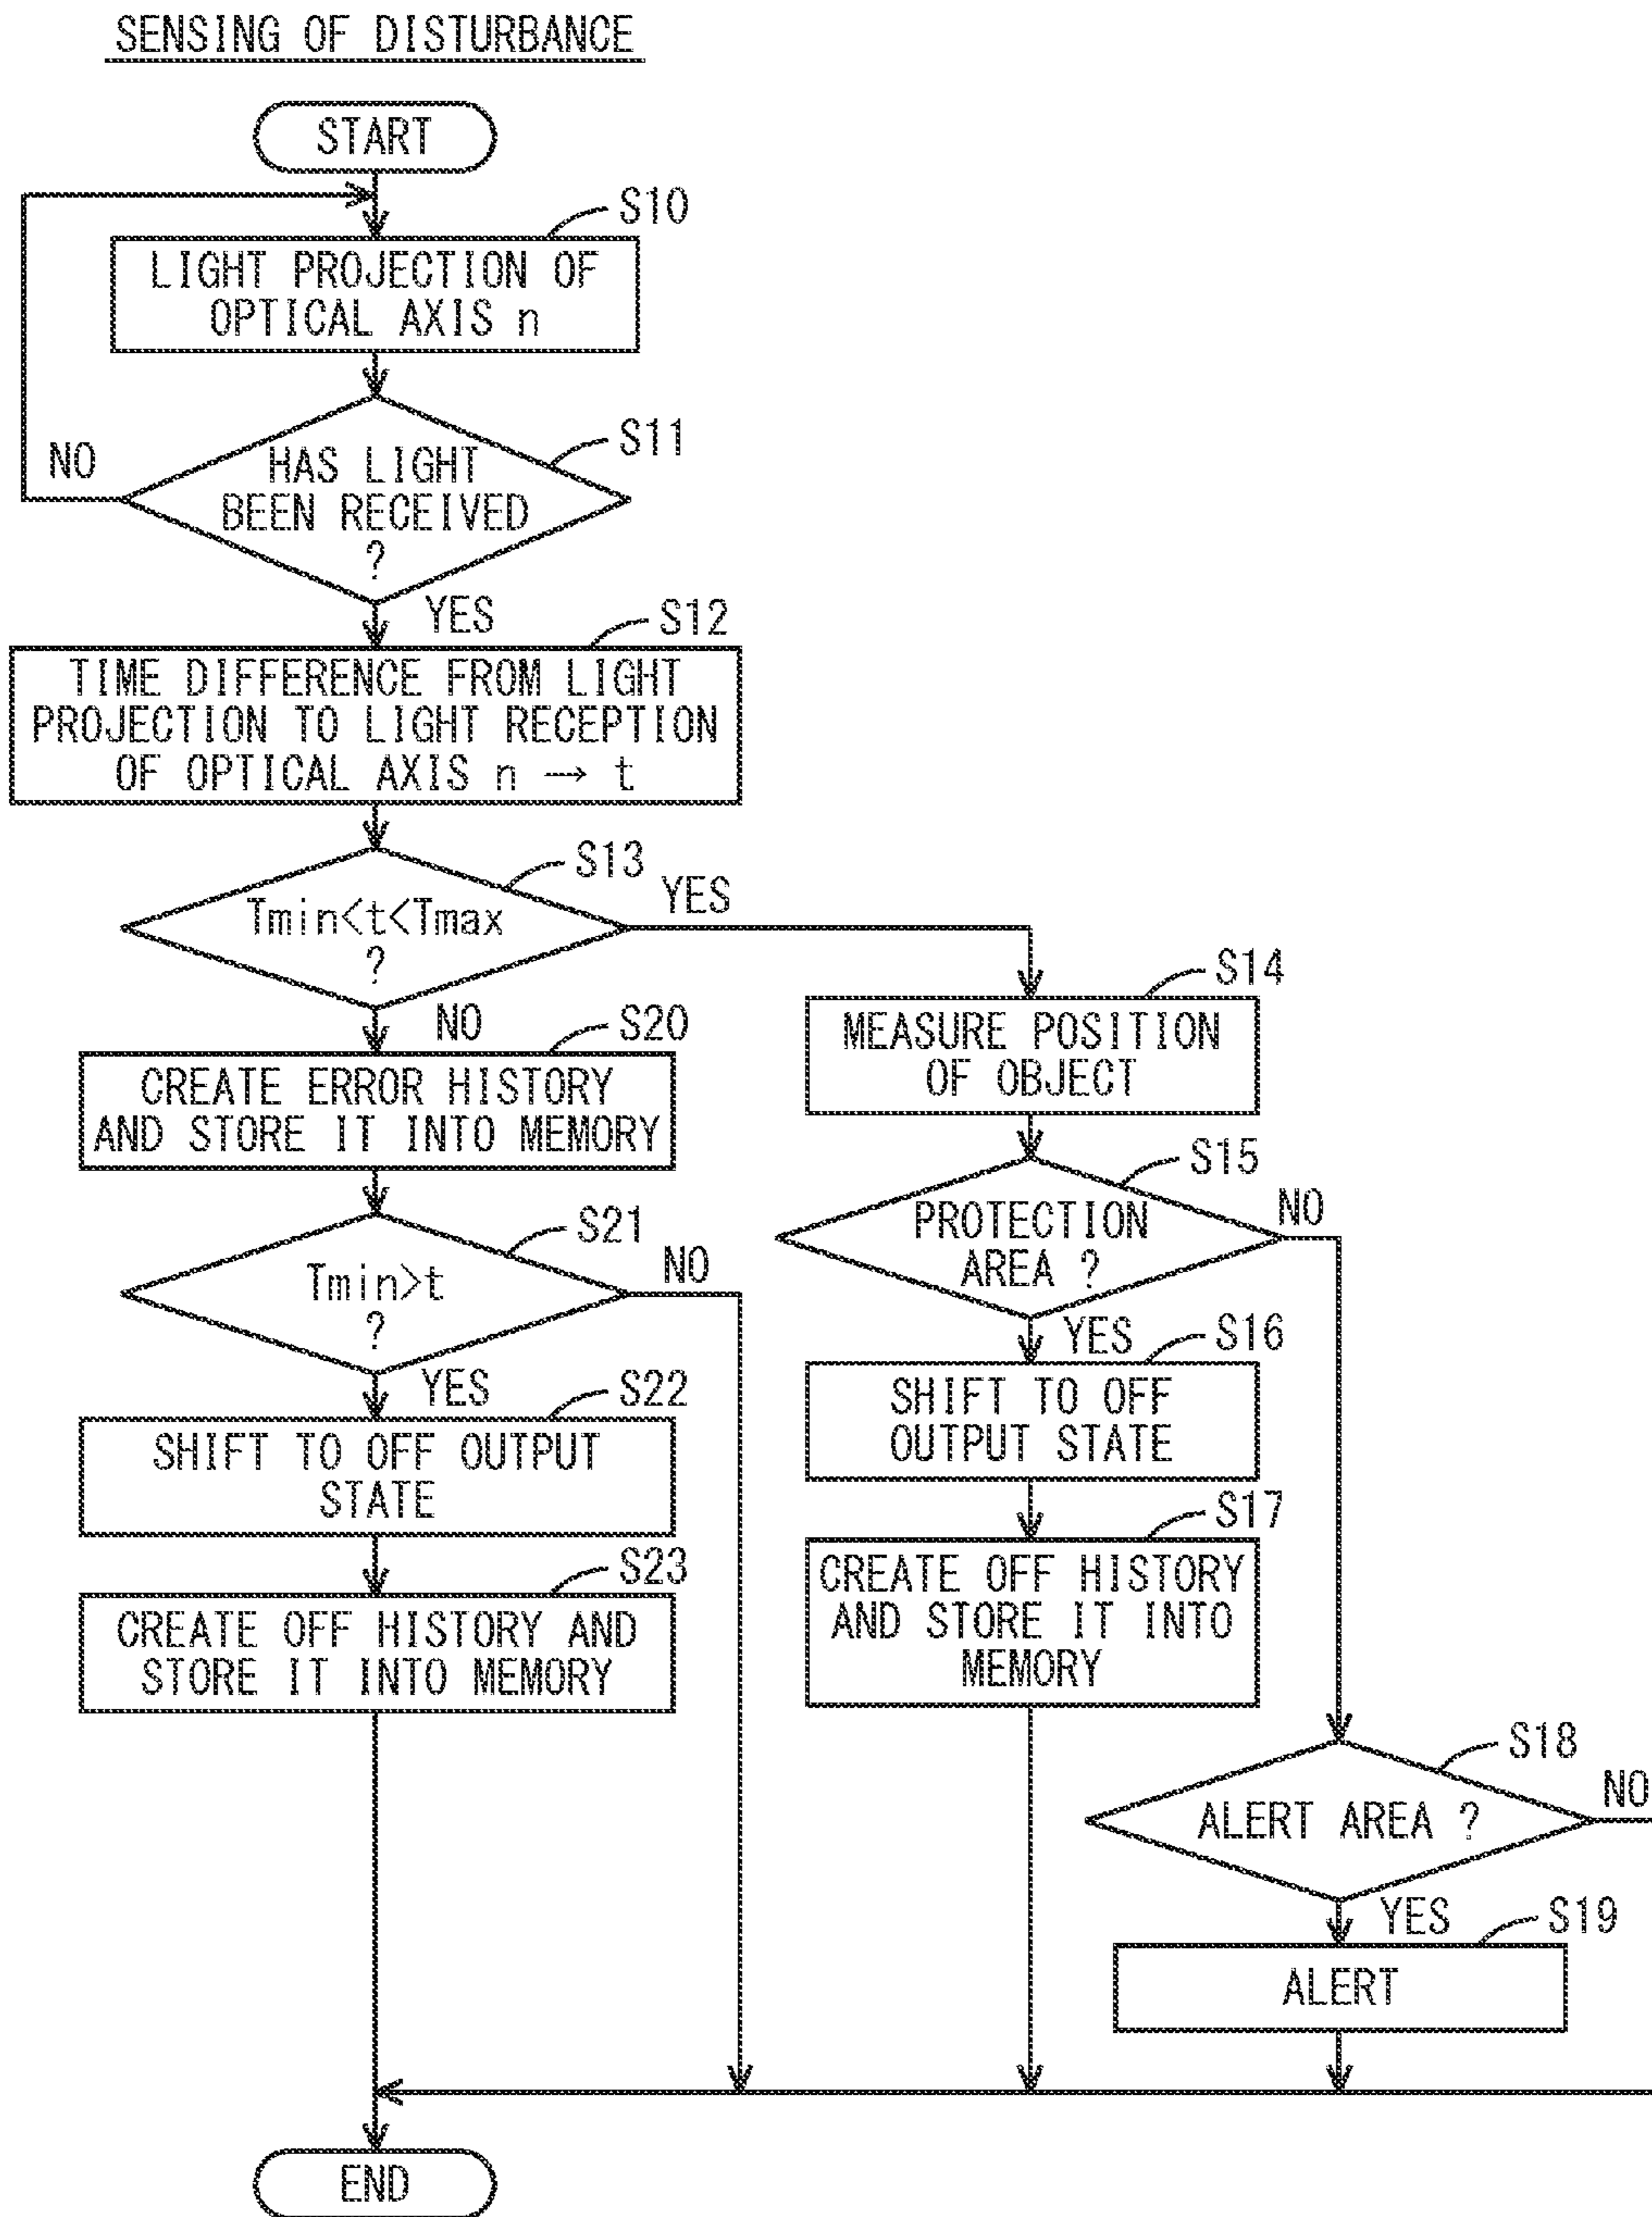 SENSING OF DISTURBANCE
START
S10
LIGHT PROJECTION OF
OPTICAL AXIS n
S11
HAS LIGHT
BEEN RECEIVED
?
NO
YES
S12
TIME DIFFERENCE FROM LIGHT
PROJECTION TO LIGHT RECEPTION
OF OPTICAL AXIS n → t
S13
Tmin<t<Tmax
?
YES
NO
S14
MEASURE POSITION
OF OBJECT
S15
PROTECTION
AREA ?
NO
YES
S16
SHIFT TO OFF
OUTPUT STATE
S17
CREATE OFF HISTORY
AND STORE IT INTO
MEMORY
S18
ALERT AREA ?
NO
YES
S19
ALERT
S20
CREATE ERROR HISTORY
AND STORE IT INTO MEMORY
S21
Tmin>t
?
NO
YES
S22
SHIFT TO OFF OUTPUT
STATE
S23
CREATE OFF HISTORY AND
STORE IT INTO MEMORY
END